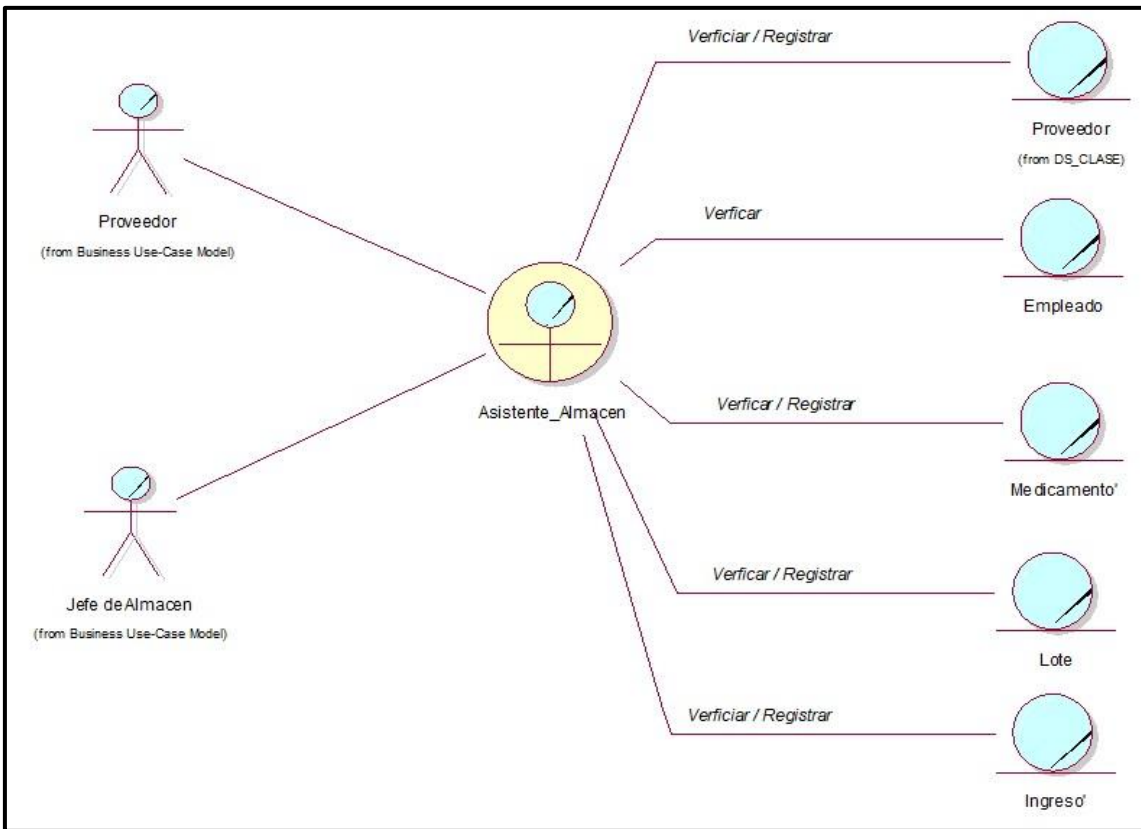 Verficiar / Registrar
Proveedor
(from DS_CLASE)
Proveedor
(from Business Use-Case Model)
Verficar
Empleado
Asistente_Almacen
Verficar / Registrar
Medicamento'
Jefe de Almacen
(from Business Use-Case Model)
Verficar / Registrar
Lote
Verficiar / Registrar
Ingreso'